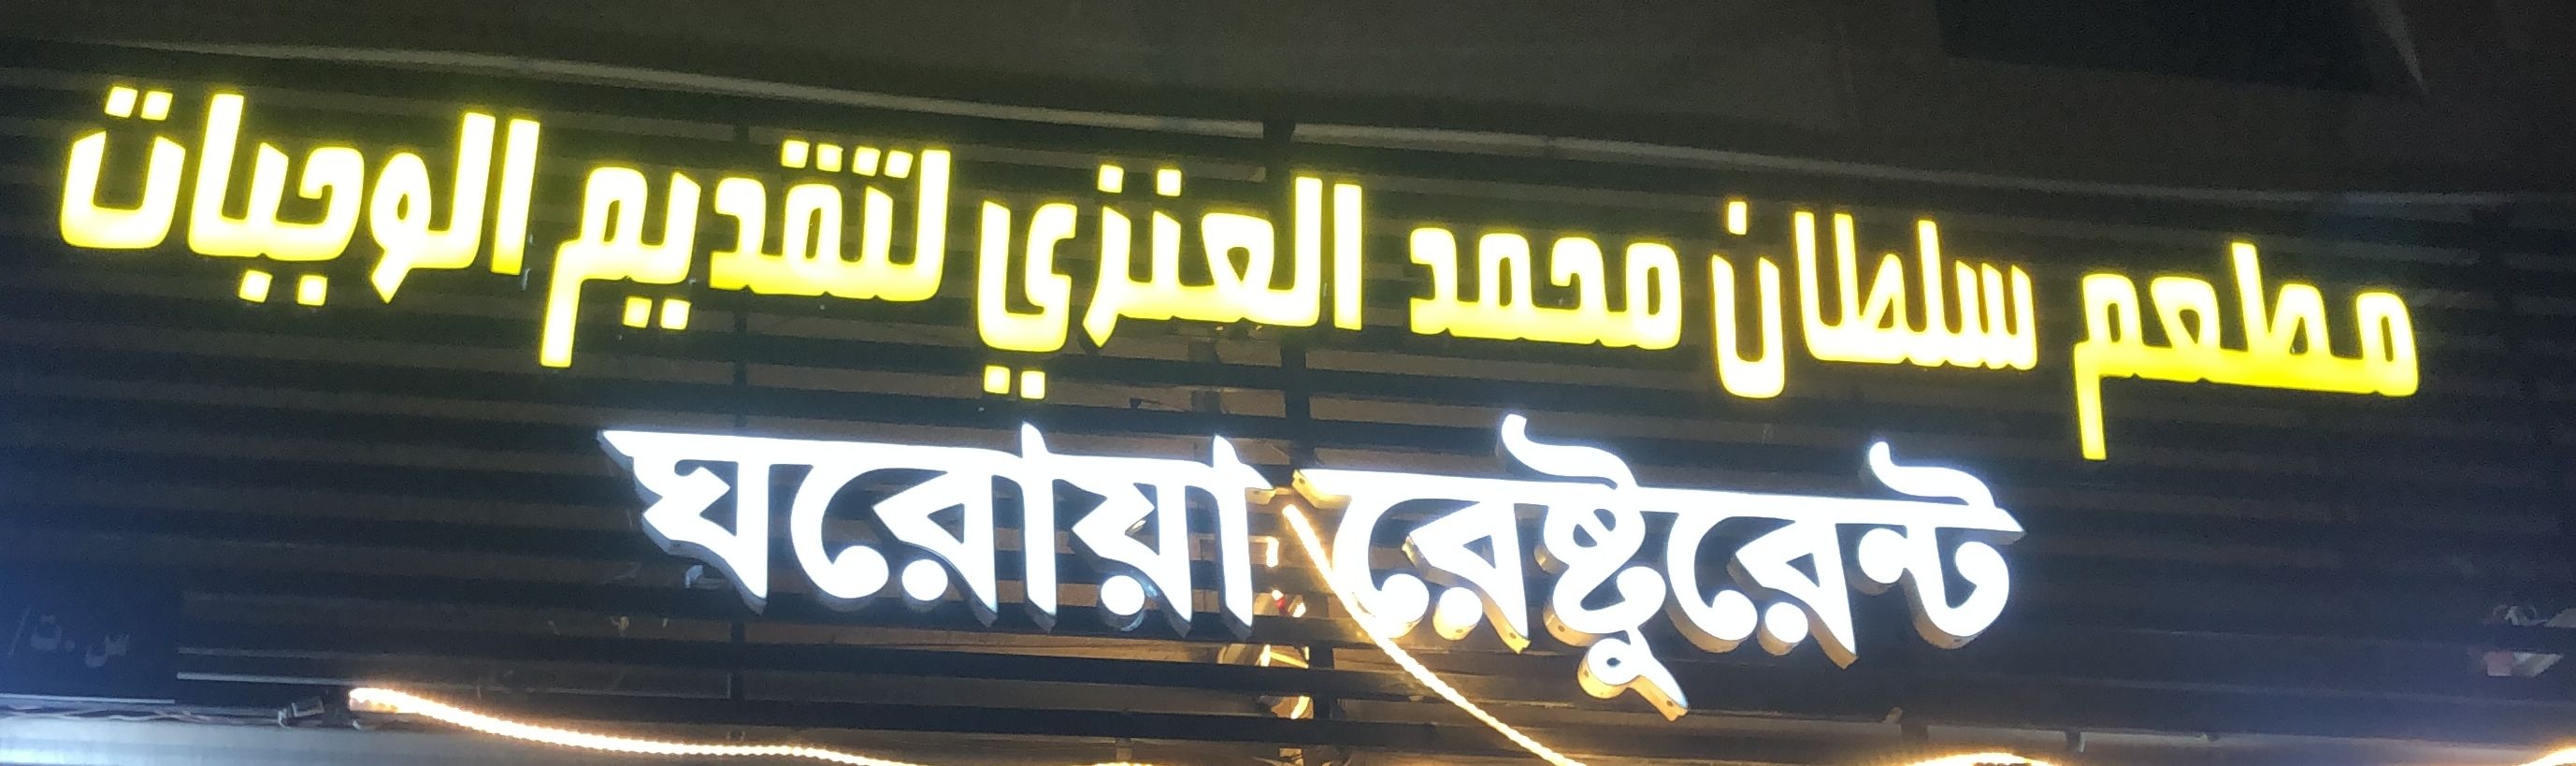 مطعم سلطان محمد العنزي لتقديم الوجبات
ঘরোয়া রেষ্টুরেন্ট
س.ت/